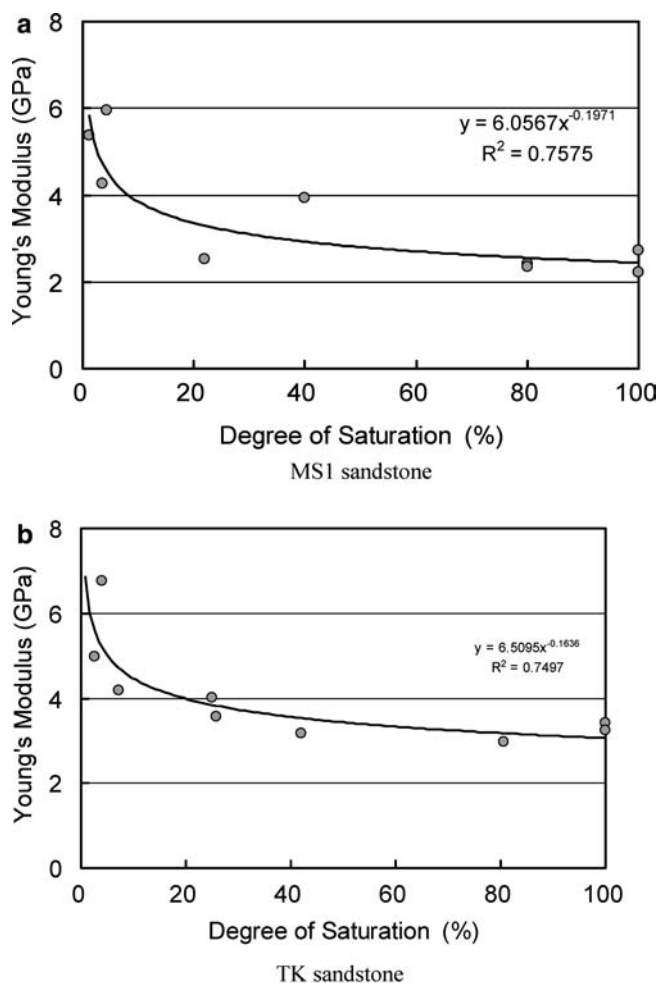 a
8
6
4
2
0
Young's Modulus (GPa)
y = 6.0567x^-0.1971
R² = 0.7575
0 20 40 60 80 100
Degree of Saturation (%)
MS1 sandstone
b
8
6
4
2
0
Young's Modulus (GPa)
y = 6.5095x^-0.1636
R² = 0.7497
0 20 40 60 80 100
Degree of Saturation (%)
TK sandstone